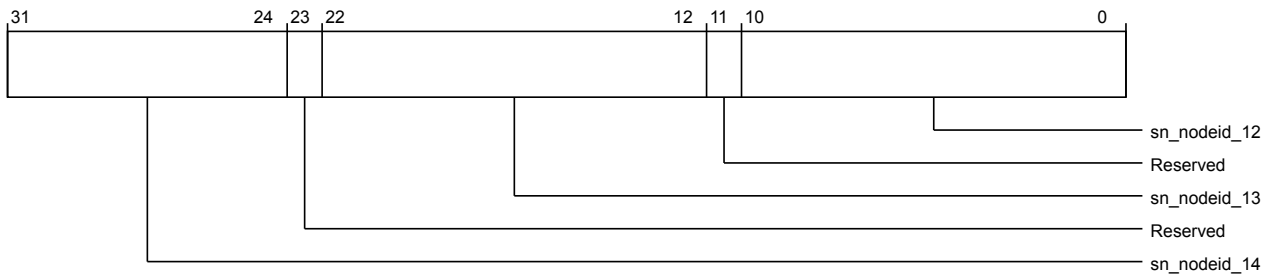 31 24 23 22 12 11 10 0
sn_nodeid_12
Reserved
sn_nodeid_13
Reserved
sn_nodeid_14